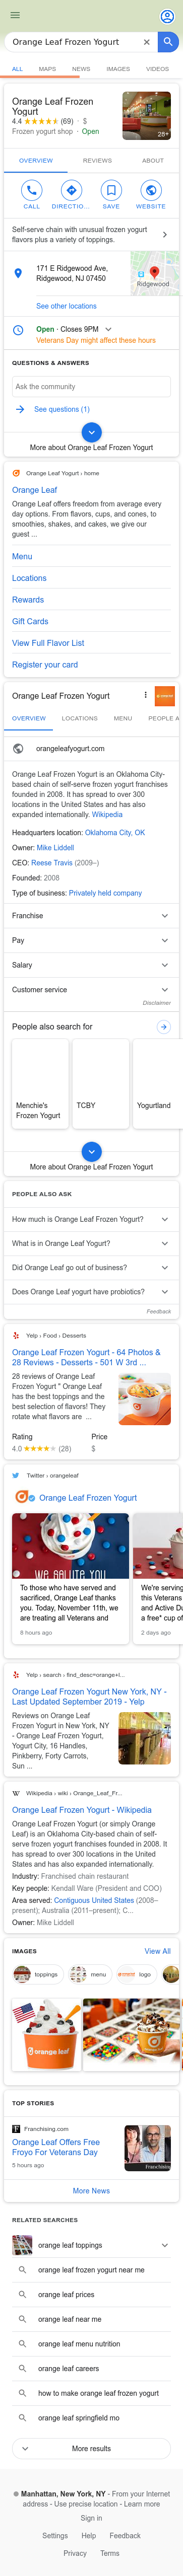 Orange Leaf Frozen Yogurt
ALL MAPS NEWS IMAGES VIDEOS
Orange Leaf Frozen Yogurt
4.4 (69) · $
Frozen yogurt shop · Open
28+
OVERVIEW REVIEWS ABOUT
CALL DIRECTIO... SAVE WEBSITE
Self-serve chain with unusual frozen yogurt flavors plus a variety of toppings.
171 E Ridgewood Ave,
Ridgewood, NJ 07450
Ridgewood
See other locations
Open · Closes 9PM
Veterans Day might affect these hours
QUESTIONS & ANSWERS
Ask the community
See questions (1)
More about Orange Leaf Frozen Yogurt
Orange Leaf Yogurt › home
Orange Leaf
Orange Leaf offers freedom from average every day options. From flavors, cups, and cones, to smoothies, shakes, and cakes, we win our guest ...
Menu
Locations
Rewards
Gift Cards
View Full Flavor List
Register your card
Orange Leaf Frozen Yogurt
OVERVIEW LOCATIONS MENU PEOPLE A
orangeleafyogurt.com
Orange Leaf Frozen Yogurt is an Oklahoma City-based chain of self-serve frozen yogurt franchises founded in 2008. It has spread to over 300 locations in the United States and has also expanded internationally. Wikipedia
Headquarters location: Oklahoma City, OK
Owner: Mike Liddell
CEO: Reese Travis (2009–)
Founded: 2008
Type of business: Privately held company
Franchise
Pay
Salary
Customer service
Disclaimer
People also search for
Menchie's Frozen Yogurt
TCBY
Yogurtland
More about Orange Leaf Frozen Yogurt
PEOPLE ALSO ASK
How much is Orange Leaf Frozen Yogurt?
What is in Orange Leaf Yogurt?
Did Orange Leaf go out of business?
Does Orange Leaf yogurt have probiotics?
Feedback
Yelp › Food › Desserts
Orange Leaf Frozen Yogurt - 64 Photos & 28 Reviews - Desserts - 501 W 3rd ...
28 reviews of Orange Leaf Frozen Yogurt " Orange Leaf has the best toppings and the best selection of flavors! They rotate what flavors are ...
Rating Price
4.0 (28) $
Twitter › orangeleaf
Orange Leaf Frozen Yogurt
WE SALUTE YOU
To those who have served and sacrificed, Orange Leaf thanks you. Today, November 11th, we are treating all Veterans and
8 hours ago
We're serving
this Veterans
and Active Du
a free* cup of
2 days ago
Yelp › search › find_desc=orange+l...
Orange Leaf Frozen Yogurt New York, NY - Last Updated September 2019 - Yelp
Reviews on Orange Leaf Frozen Yogurt in New York, NY - Orange Leaf Frozen Yogurt, Yogurt City, 16 Handles, Pinkberry, Forty Carrots, Sun ...
Wikipedia › wiki › Orange_Leaf_Fr...
Orange Leaf Frozen Yogurt - Wikipedia
Orange Leaf Frozen Yogurt (or simply Orange Leaf) is an Oklahoma City-based chain of self-serve frozen yogurt franchises founded in 2008. It has spread to over 300 locations in the United States and has also expanded internationally.
Industry: Franchised chain restaurant
Key people: Kendall Ware (President and COO)
Area served: Contiguous United States (2008–present); Australia (2011–present); C...
Owner: Mike Liddell
IMAGES View All
toppings menu logo
orange leaf
TOP STORIES
Franchising.com
Orange Leaf Offers Free Froyo For Veterans Day
5 hours ago
Franchisin
More News
RELATED SEARCHES
orange leaf toppings
orange leaf frozen yogurt near me
orange leaf prices
orange leaf near me
orange leaf menu nutrition
orange leaf careers
how to make orange leaf frozen yogurt
orange leaf springfield mo
More results
Manhattan, New York, NY - From your Internet address - Use precise location - Learn more
Sign in
Settings Help Feedback
Privacy Terms